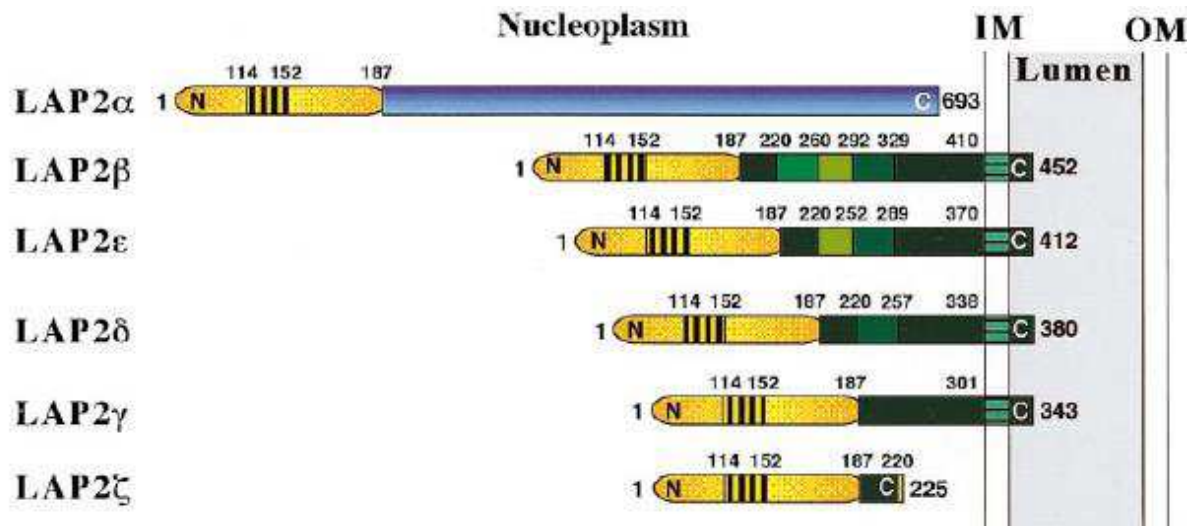 Nucleoplasm IM OM
Lumen
114 152 187
LAP2α 1 N C 693
114 152 187 220 260 292 329 410
LAP2β 1 N C 452
114 152 187 220 252 289 370
LAP2ε 1 N C 412
114 152 187 220 257 338
LAP2δ 1 N C 380
114 152 187 301
LAP2γ 1 N C 343
114 152 187 220
LAP2ζ 1 N C 225